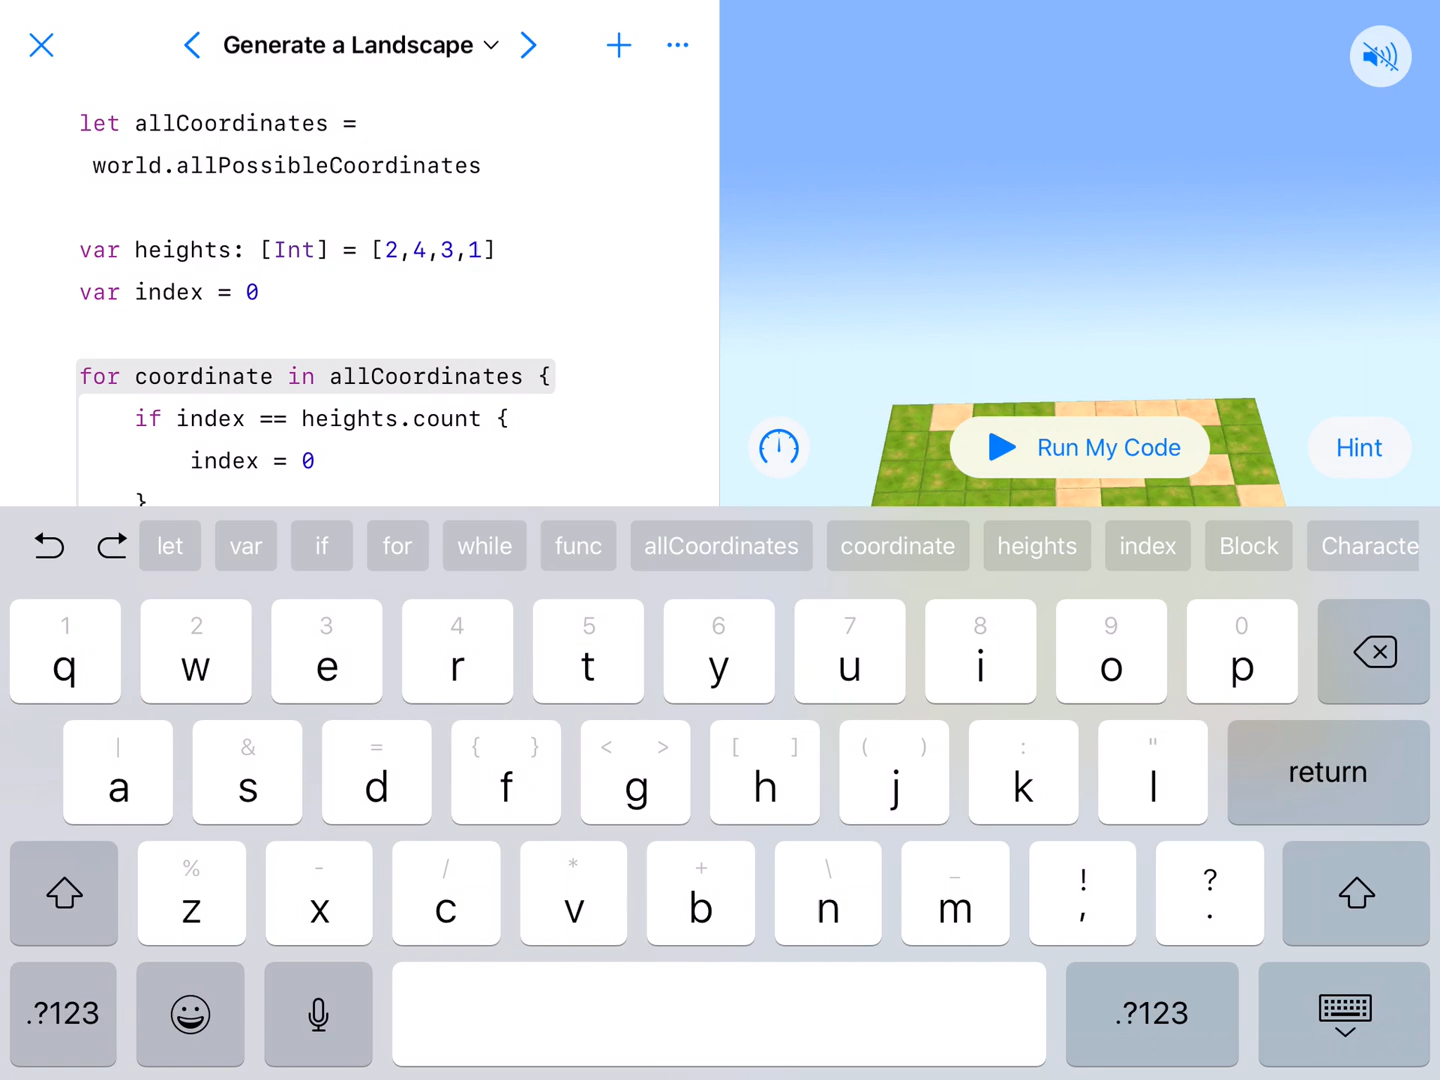 Generate a Landscape
let allCoordinates =
world.allPossibleCoordinates
var heights: [Int] = [2,4,3,1]
var index = 0
for coordinate in allCoordinates {
if index == heights.count {
index = 0
}
Run My Code
Hint
let var if for while func allCoordinates coordinate heights index Block Characte
1 2 3 4 5 6 7 8 9 0
q w e r t y u i o p
| & = { } < > [ ] ( ) : "
a s d f g h j k l return
% - / * + \ _ ! ?
z x c v b n m , .
.?123 .?123